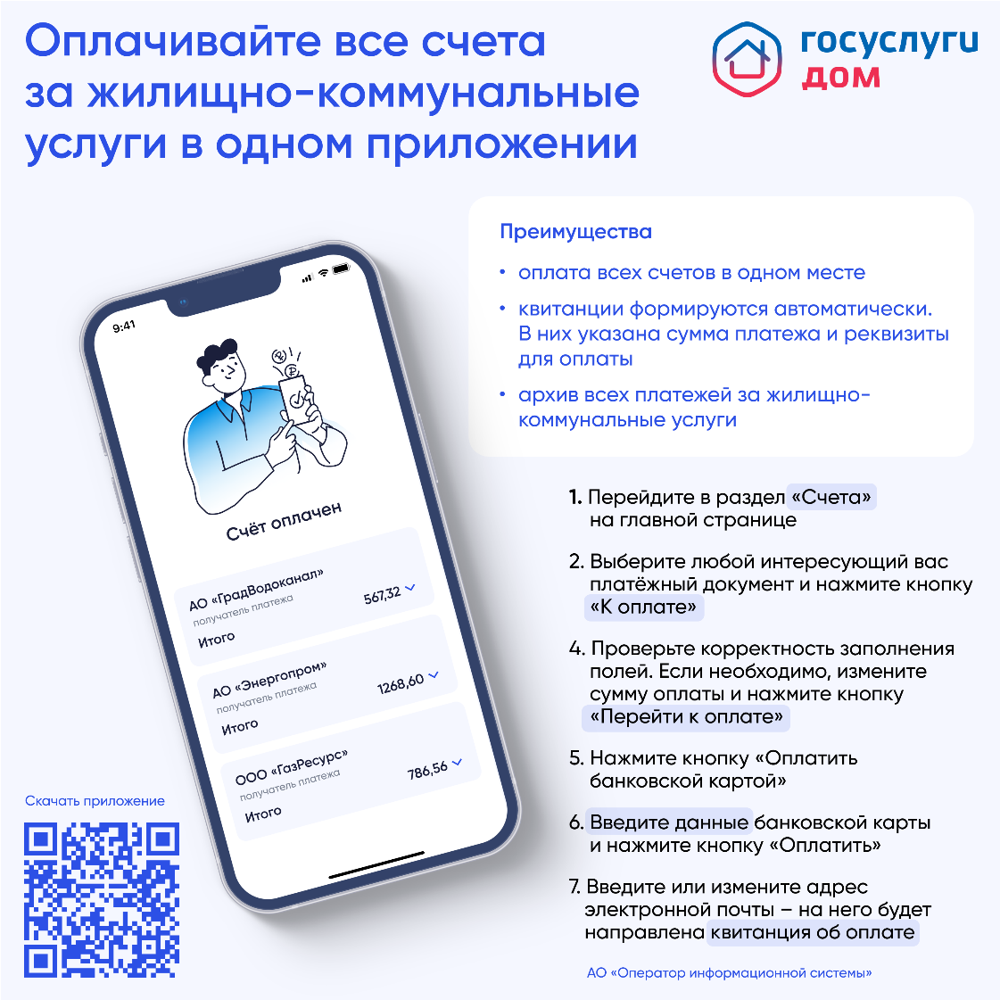 Оплачивайте все счета
за жилищно-коммунальные
услуги в одном приложении
госуслуги
дом
Преимущества
• оплата всех счетов в одном месте
• квитанции формируются автоматически.
В них указана сумма платежа и реквизиты
для оплаты
• архив всех платежей за жилищно-
коммунальные услуги
9:41
Счёт оплачен
АО «ГрадВодоканал»
получатель платежа
567,32
Итого
АО «Энергопром»
получатель платежа
1268,60
Итого
ООО «ГазРесурс»
получатель платежа
786,56
Итого
1. Перейдите в раздел «Счета»
на главной странице
2. Выберите любой интересующий вас
платёжный документ и нажмите кнопку
«К оплате»
4. Проверьте корректность заполнения
полей. Если необходимо, измените
сумму оплаты и нажмите кнопку
«Перейти к оплате»
5. Нажмите кнопку «Оплатить
банковской картой»
6. Введите данные банковской карты
и нажмите кнопку «Оплатить»
7. Введите или измените адрес
электронной почты – на него будет
направлена квитанция об оплате
Скачать приложение
АО «Оператор информационной системы»